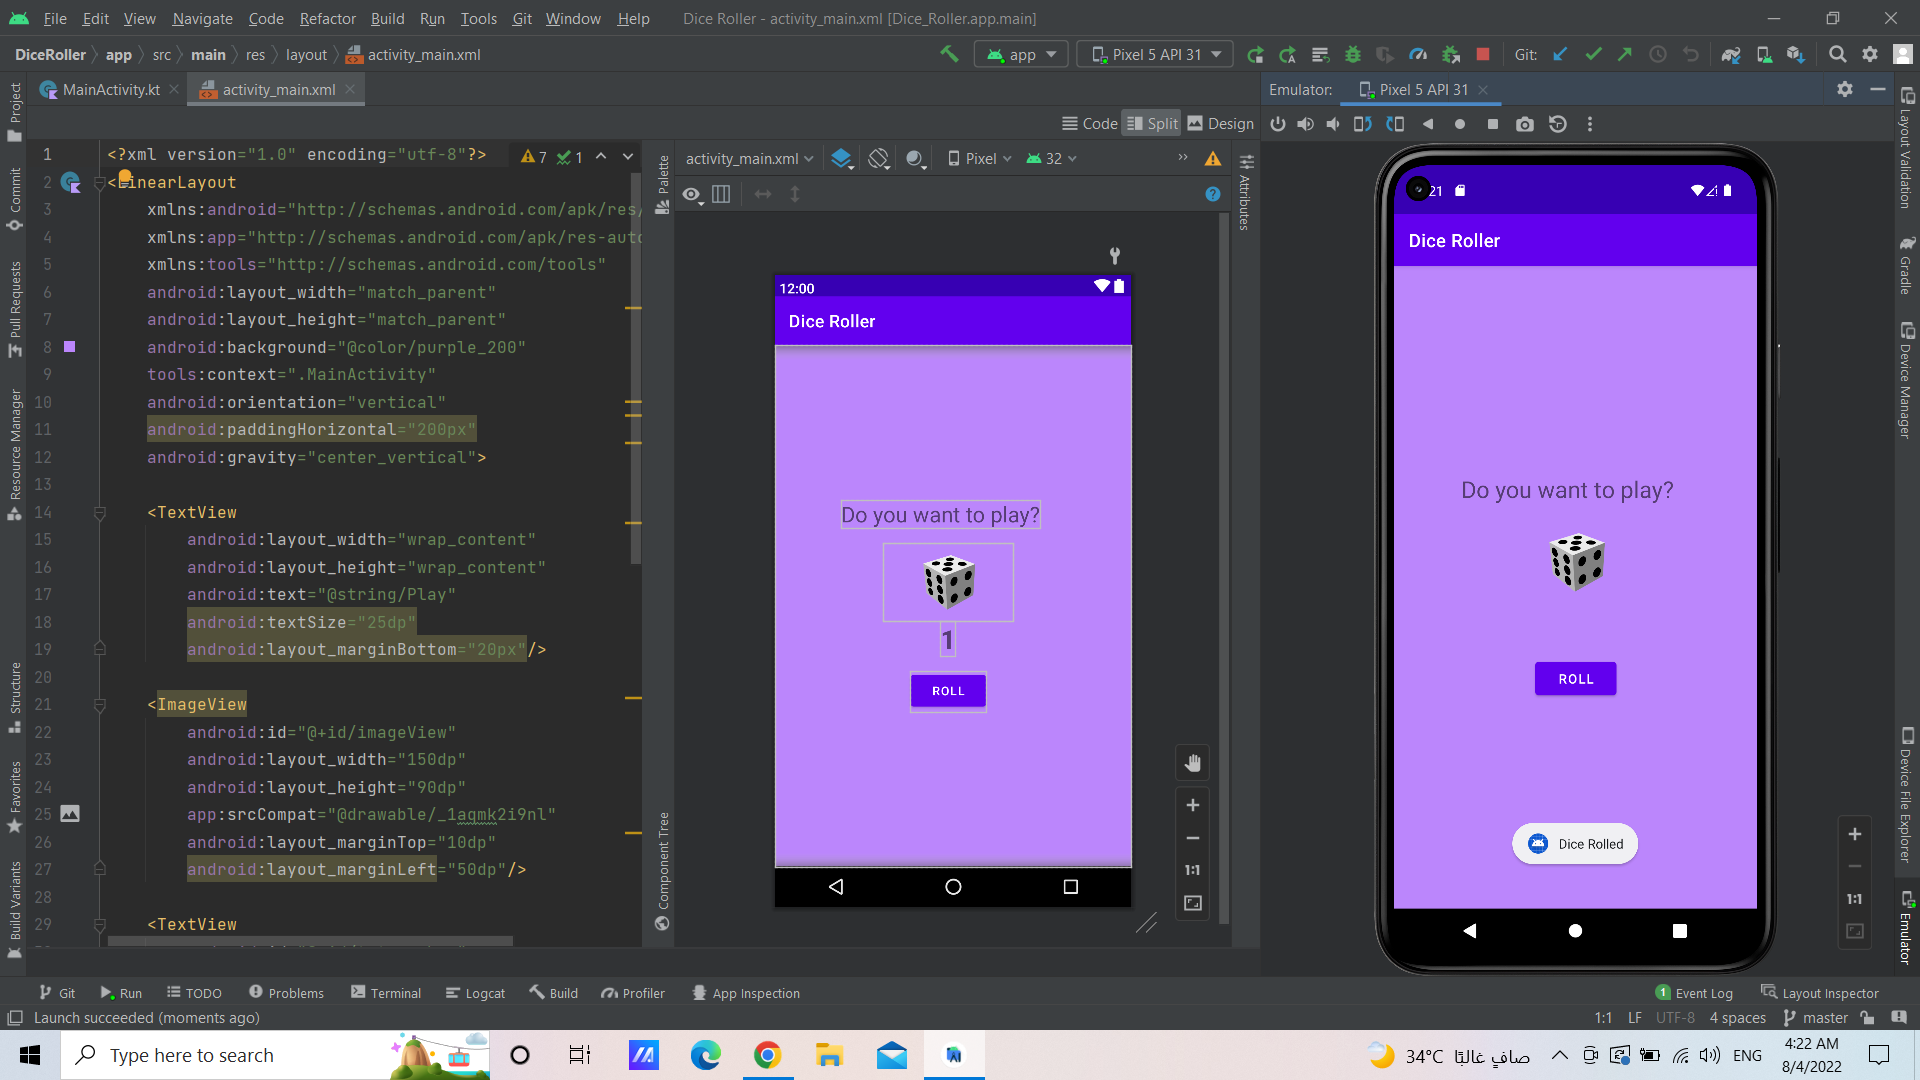 File Edit View Navigate Code Refactor Build Run Tools Git Window Help Dice Roller - activity_main.xml [Dice_Roller.app.main]
DiceRoller app src main res layout activity_main.xml app Pixel 5 API 31 Git:
MainActivity.kt activity_main.xml Emulator: Pixel 5 API 31
Code Split Design
activity_main.xml Pixel 32
7 1
1 <?xml version="1.0" encoding="utf-8"?>
2 <LinearLayout
3 xmlns:android="http://schemas.android.com/apk/res/
4 xmlns:app="http://schemas.android.com/apk/res-auto
5 xmlns:tools="http://schemas.android.com/tools"
6 android:layout_width="match_parent"
7 android:layout_height="match_parent"
8 android:background="@color/purple_200"
9 tools:context=".MainActivity"
10 android:orientation="vertical"
11 android:paddingHorizontal="200px"
12 android:gravity="center_vertical">
13
14 <TextView
15 android:layout_width="wrap_content"
16 android:layout_height="wrap_content"
17 android:text="@string/Play"
18 android:textSize="25dp"
19 android:layout_marginBottom="20px"/>
20
21 <ImageView
22 android:id="@+id/imageView"
23 android:layout_width="150dp"
24 android:layout_height="90dp"
25 app:srcCompat="@drawable/_1aqmk2i9nl"
26 android:layout_marginTop="10dp"
27 android:layout_marginLeft="50dp"/>
28
29 <TextView
Project
Commit
Pull Requests
Resource Manager
Structure
Favorites
Build Variants
Palette
Component Tree
Attributes
12:00
Dice Roller
Do you want to play?
1
ROLL
1:1
21
Dice Roller
Do you want to play?
ROLL
Dice Rolled
1:1
Layout Validation
Gradle
Device Manager
Device File Explorer
Emulator
Git Run TODO Problems Terminal Logcat Build Profiler App Inspection 1 Event Log Layout Inspector
Launch succeeded (moments ago) 1:1 LF UTF-8 4 spaces master
Type here to search 34°C صافٍ غالبًا ENG 4:22 AM
8/4/2022